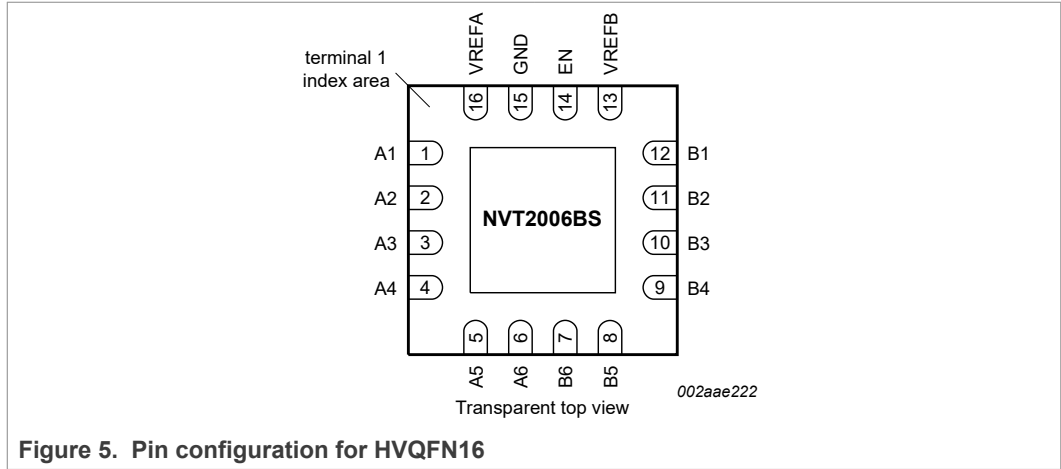 terminal 1
index area
VREFA
GND
EN
VREFB
16
15
14
13
A1 1
12 B1
A2 2
11 B2
A3 3
10 B3
A4 4
9 B4
NVT2006BS
5
6
7
8
A5
A6
B6
B5
002aae222
Transparent top view
Figure 5. Pin configuration for HVQFN16